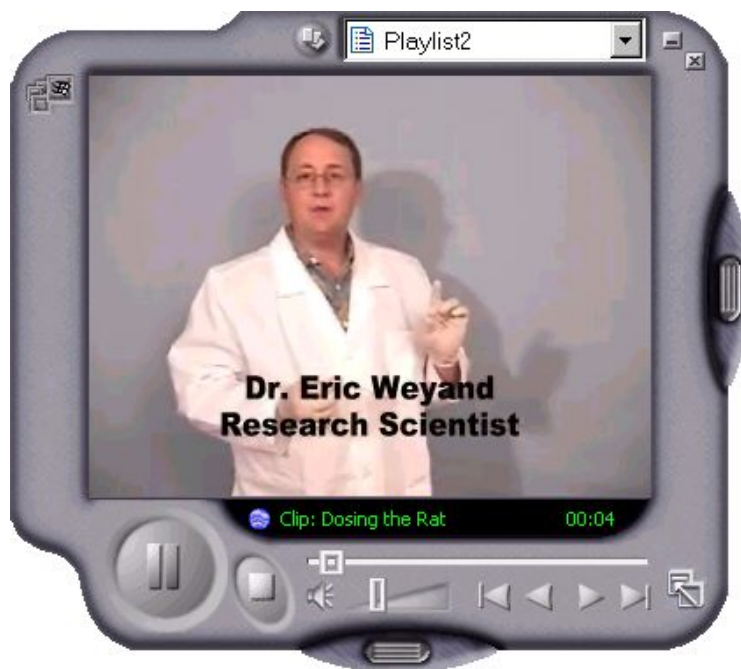 Playlist2
Dr. Eric Weyand
Research Scientist
Clip: Dosing the Rat 00:04